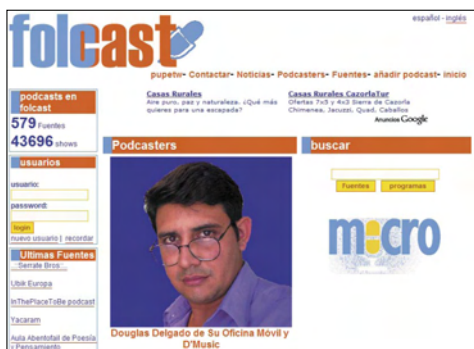 folcast
español - inglés
pupetw- Contactar- Noticias- Podcasters- Fuentes- añadir podcast- inicio
podcasts en
folcast
579 Fuentes
43696 shows
Casas Rurales
Aire puro, paz y naturaleza. ¿Qué más
quieres para una escapada?
Casas Rurales CazorlaTur
Ofertas 7x5 y 4x3 Sierra de Cazorla
Chimenea, Jacuzzi, Quad, Caballos
Anuncios Google
usuarios
usuario:
password:
login
nuevo usuario | recordar
Ultimas Fuentes
..::Serrate Bros::..
Ubik Europa
InThePlaceToBe podcast
Yacaram
Aula Abentofail de Poesía
y Pensamiento
Podcasters
Douglas Delgado de Su Oficina Móvil y
D'Music
buscar
Fuentes programas
macro